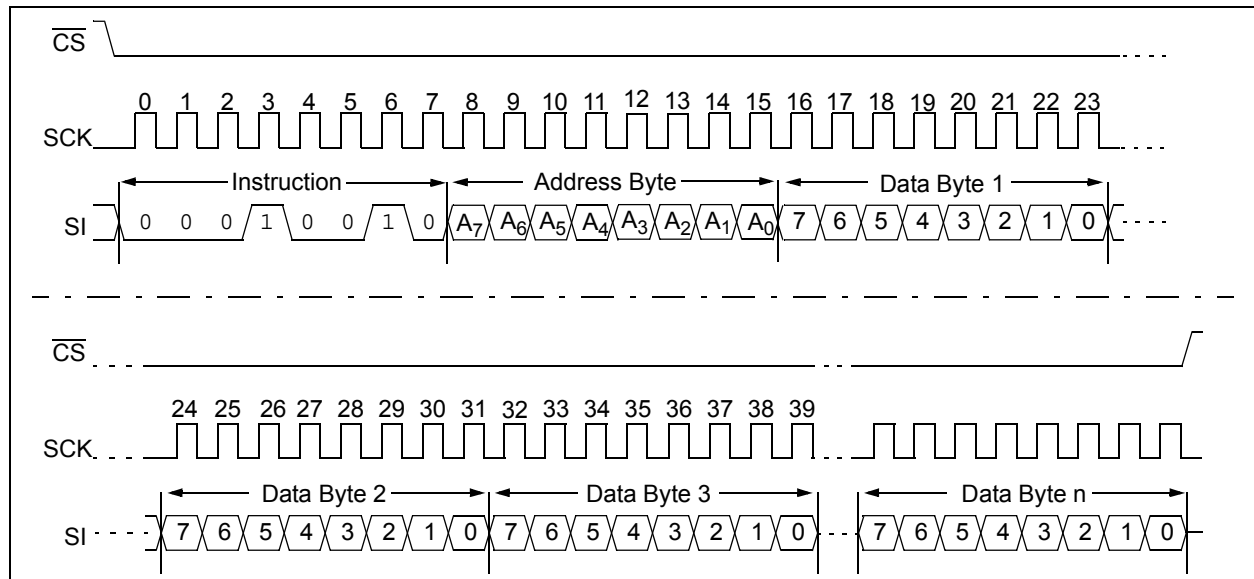 CS
0 1 2 3 4 5 6 7 8 9 10 11 12 13 14 15 16 17 18 19 20 21 22 23
SCK
Instruction Address Byte Data Byte 1
SI 0 0 0 1 0 0 1 0 A7 A6 A5 A4 A3 A2 A1 A0 7 6 5 4 3 2 1 0
CS
24 25 26 27 28 29 30 31 32 33 34 35 36 37 38 39
SCK
Data Byte 2 Data Byte 3 Data Byte n
SI 7 6 5 4 3 2 1 0 7 6 5 4 3 2 1 0 7 6 5 4 3 2 1 0